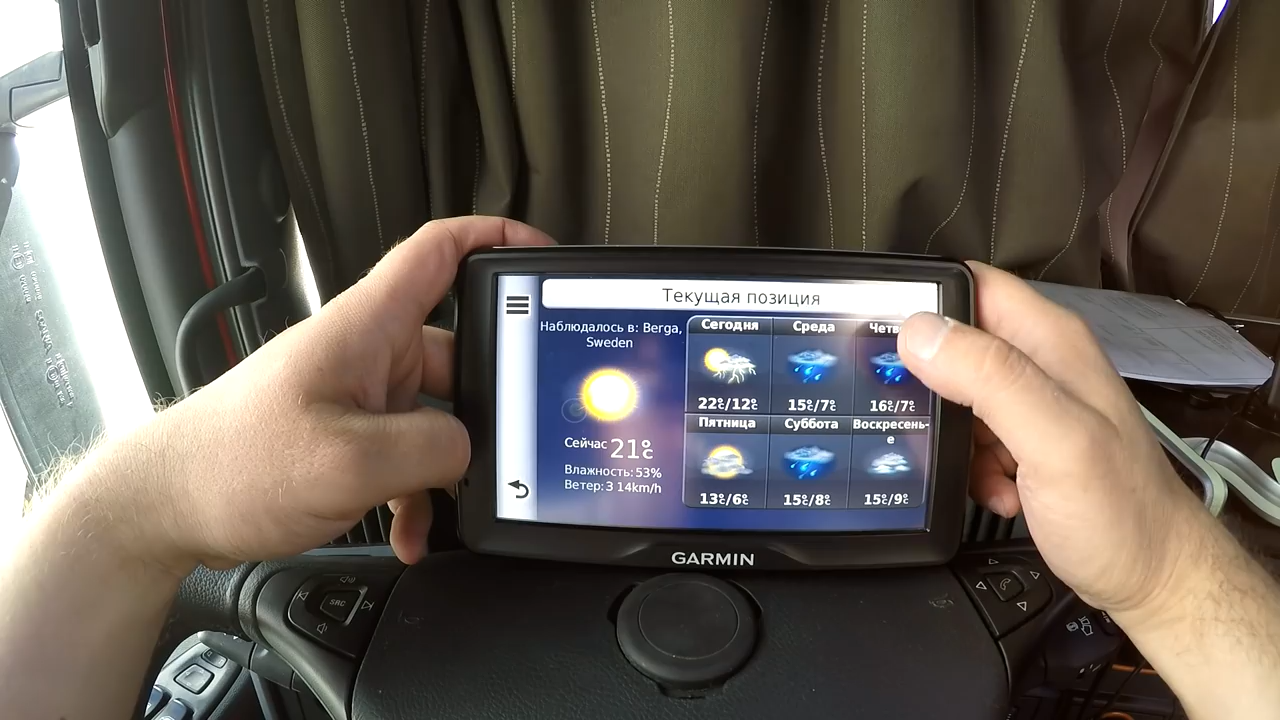 Текущая позиция
Наблюдалось в: Berga,
Sweden
Сейчас 21°C
Влажность: 53%
Ветер: З 14km/h
Сегодня
22°C/12°C
Среда
15°C/7°C
16°C/7°C
Пятница
13°C/6°C
Суббота
15°C/8°C
Воскресень-
е
15°C/9°C
GARMIN
SRC